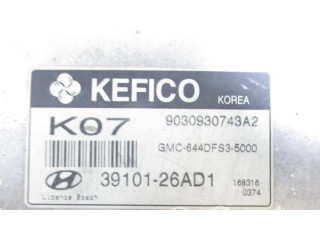 KEFICO
KOREA
K07
9030930743A2
GMC-644DFS3-5000
39101-26AD1
168316
0374
Licence Bosch